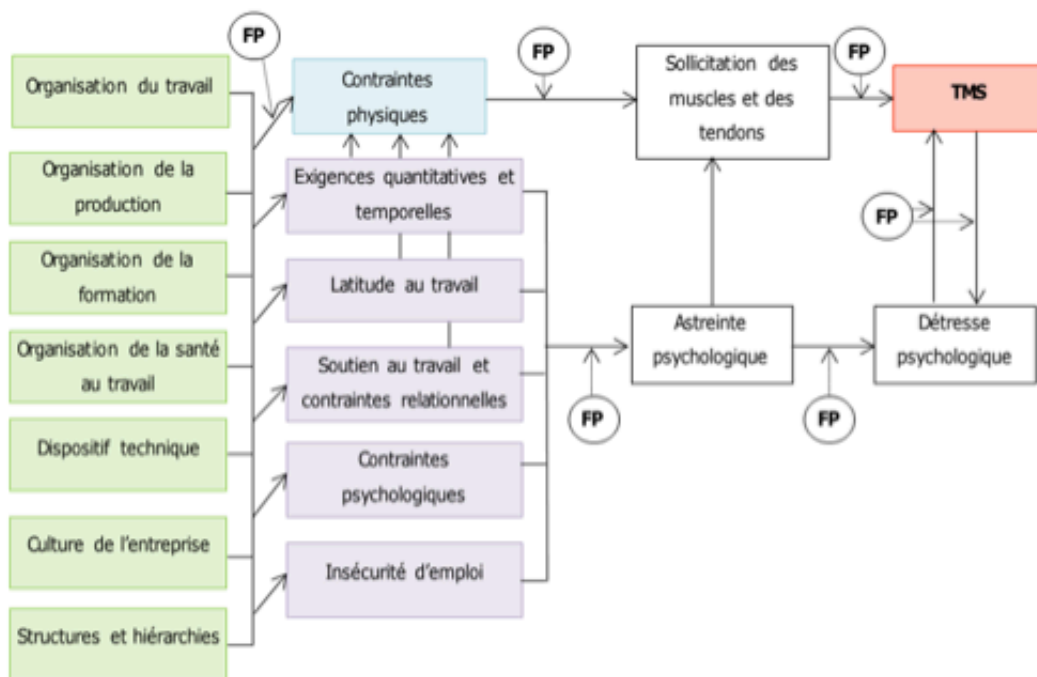 FP
Organisation du travail
Organisation de la
production
Organisation de la
formation
Organisation de la santé
au travail
Dispositif technique
Culture de l'entreprise
Structures et hiérarchies
Contraintes
physiques
Exigences quantitatives et
temporelles
Latitude au travail
Soutien au travail et
contraintes relationnelles
Contraintes
psychologiques
Insécurité d'emploi
FP
FP
Sollicitation des
muscles et des
tendons
Astreinte
psychologique
FP
FP
TMS
FP
Détresse
psychologique